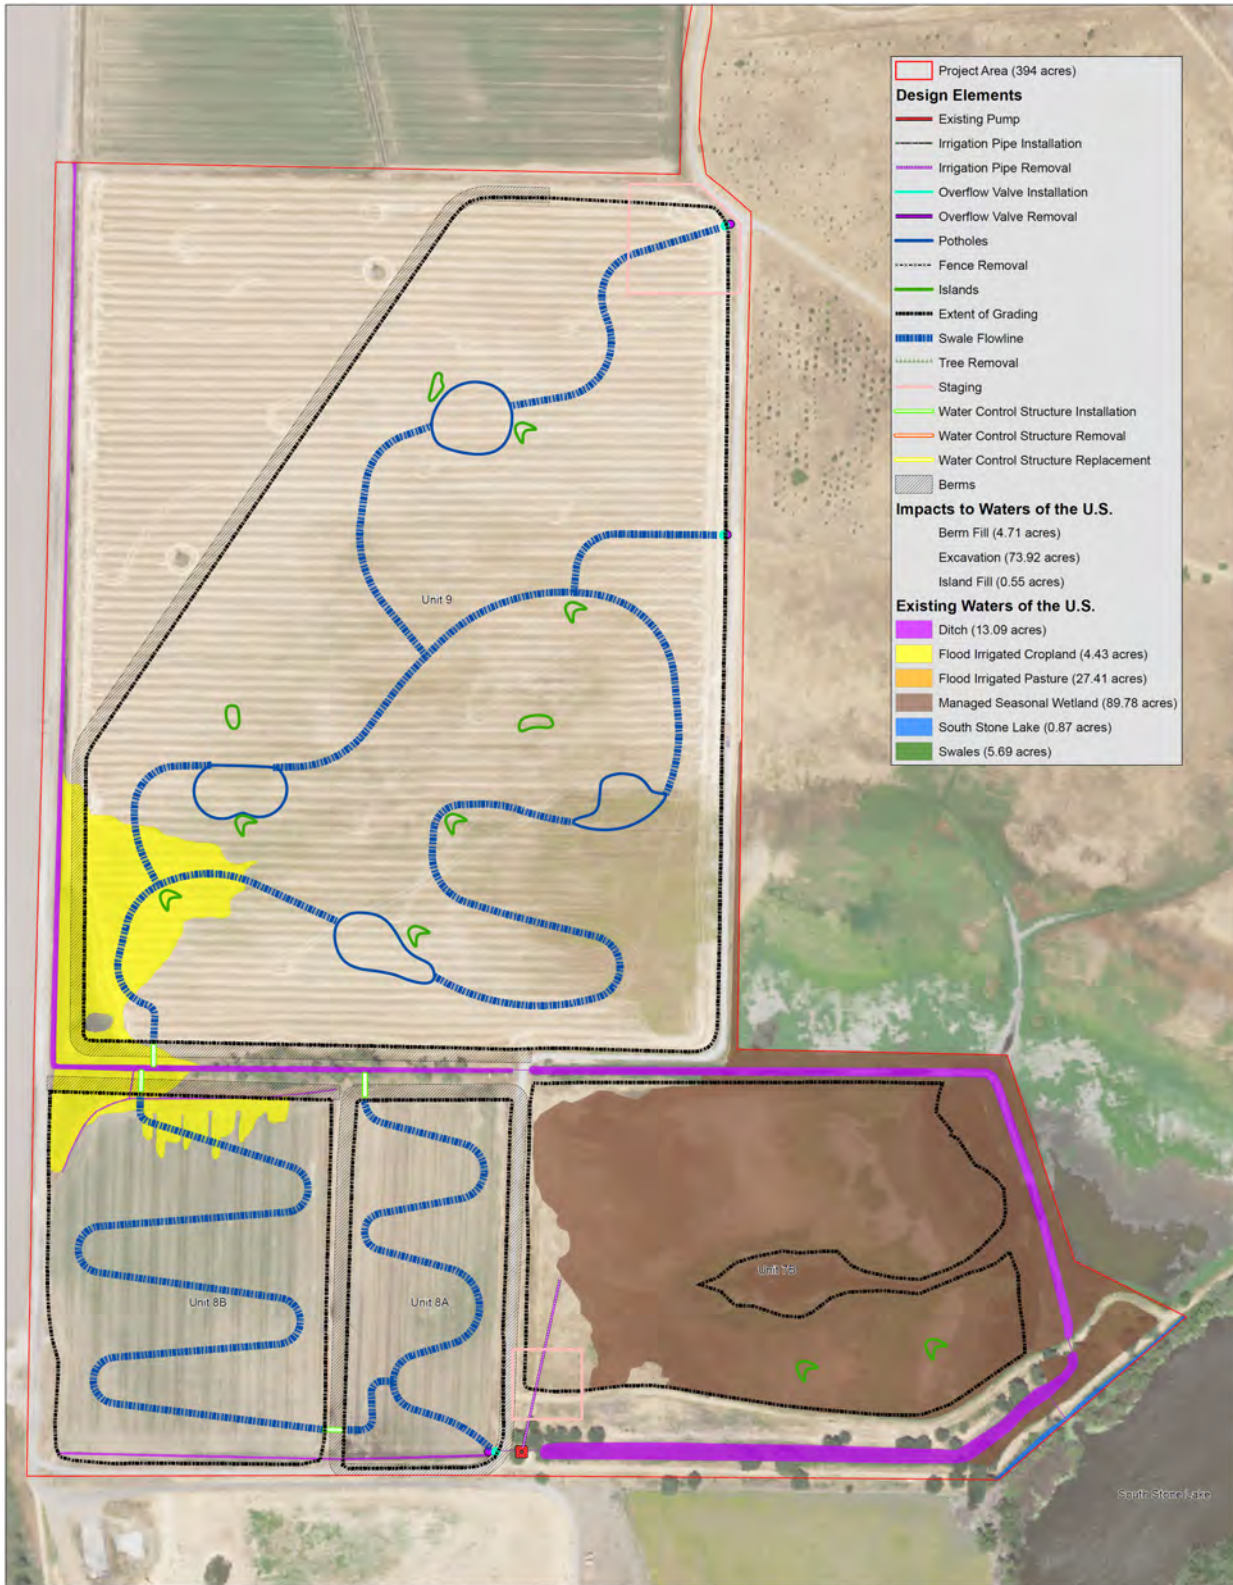 Project Area (394 acres)
Design Elements
Existing Pump
Irrigation Pipe Installation
Irrigation Pipe Removal
Overflow Valve Installation
Overflow Valve Removal
Potholes
Fence Removal
Islands
Extent of Grading
Swale Flowline
Tree Removal
Staging
Water Control Structure Installation
Water Control Structure Removal
Water Control Structure Replacement
Berms
Impacts to Waters of the U.S.
Berm Fill (4.71 acres)
Excavation (73.92 acres)
Island Fill (0.55 acres)
Existing Waters of the U.S.
Ditch (13.09 acres)
Flood Irrigated Cropland (4.43 acres)
Flood Irrigated Pasture (27.41 acres)
Managed Seasonal Wetland (89.78 acres)
South Stone Lake (0.87 acres)
Swales (5.69 acres)
Unit 9
Unit 7B
Unit 8B
Unit 8A
South Stone Lake